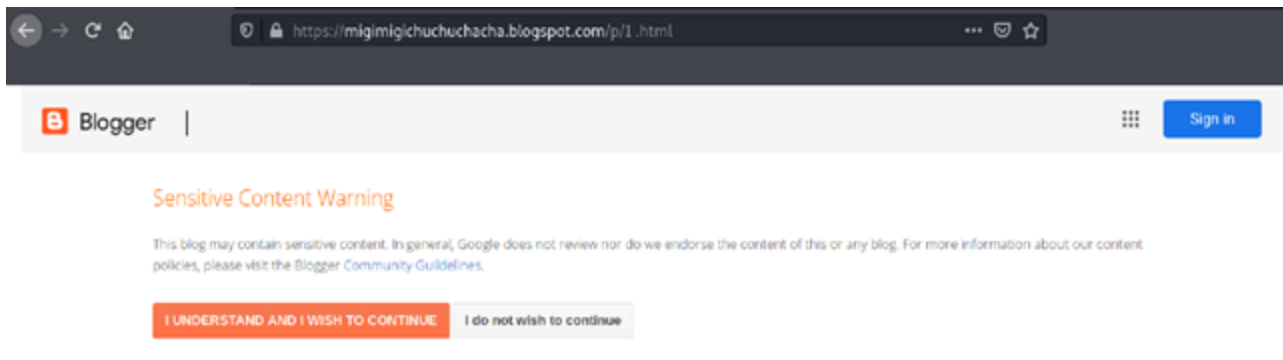 https://migimigichuchuchacha.blogspot.com/p/1.html
Blogger |
Sign in
Sensitive Content Warning
This blog may contain sensitive content. In general, Google does not review nor do we endorse the content of this or any blog. For more information about our content
policies, please visit the Blogger Community Guildelines.
I UNDERSTAND AND I WISH TO CONTINUE
I do not wish to continue